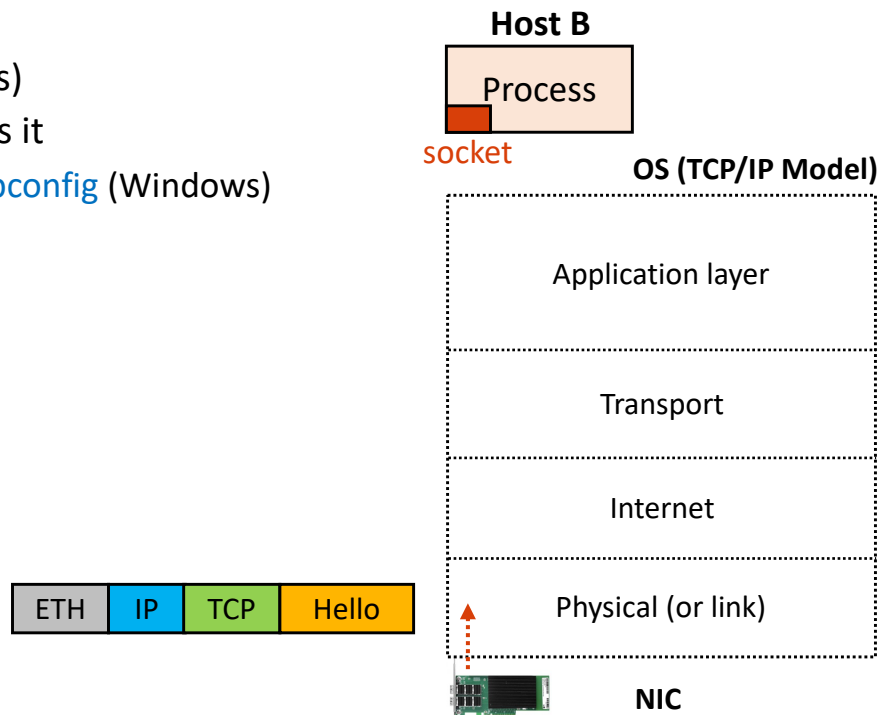 Host B
s)
Process
s it
socket
OS (TCP/IP Model)
config (Windows)
Application layer
Transport
Internet
ETH IP TCP Hello
Physical (or link)
NIC